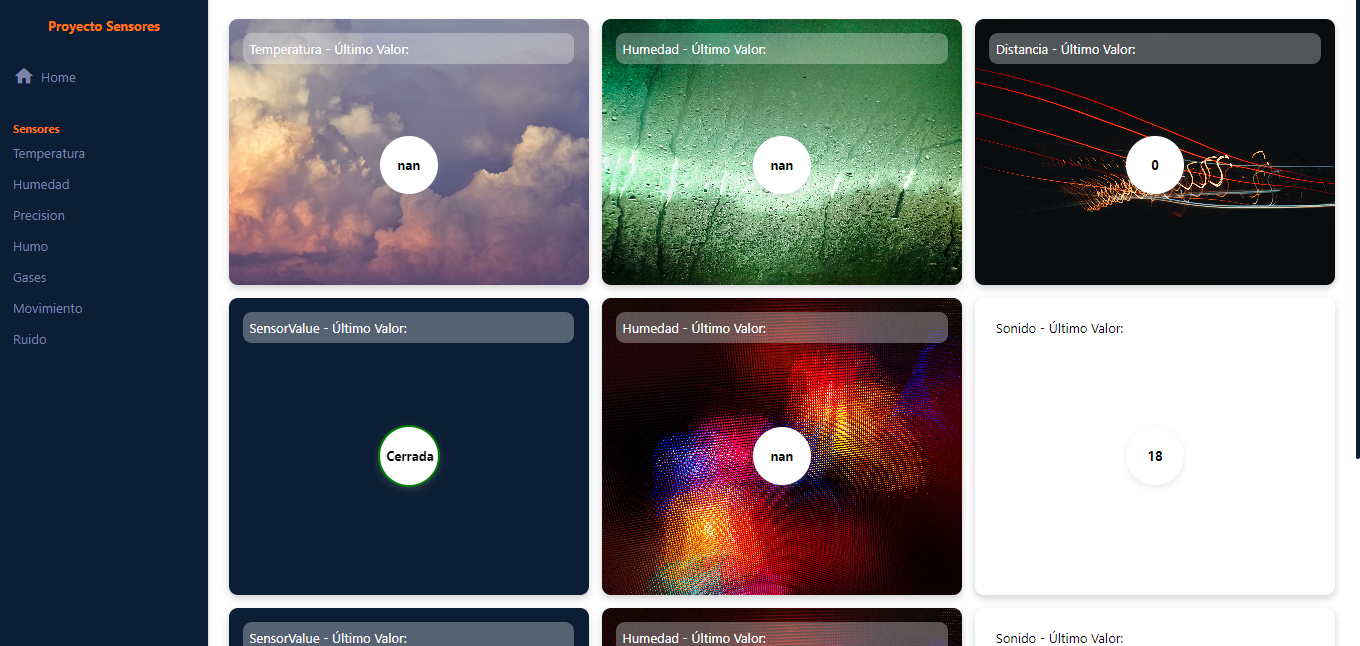 Proyecto Sensores
Home
Sensores
Temperatura
Humedad
Precision
Humo
Gases
Movimiento
Ruido
Temperatura - Último Valor:
nan
Humedad - Último Valor:
nan
Distancia - Último Valor:
0
SensorValue - Último Valor:
Cerrada
Humedad - Último Valor:
nan
Sonido - Último Valor:
18
SensorValue - Último Valor:
Humedad - Último Valor:
Sonido - Último Valor: